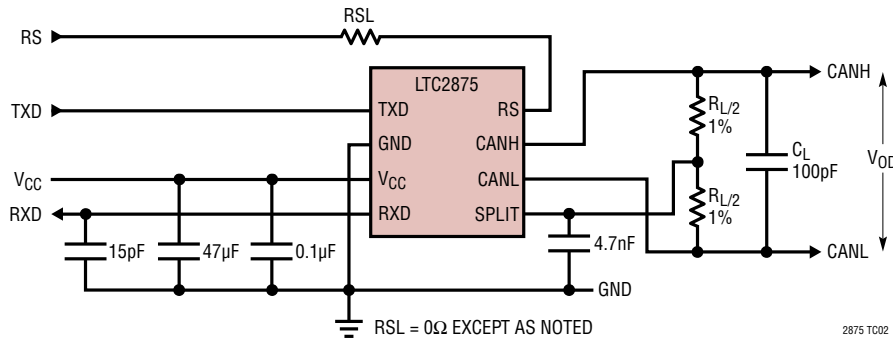 RSL
RS
LTC2875
TXD
TXD
RS
GND
CANH
VCC
VCC
CANL
RXD
RXD
SPLIT
15pF
47µF
0.1µF
4.7nF
RL/2
1%
RL/2
1%
CL
100pF
CANH
VOD
CANL
GND
RSL = 0Ω EXCEPT AS NOTED
2875 TC02